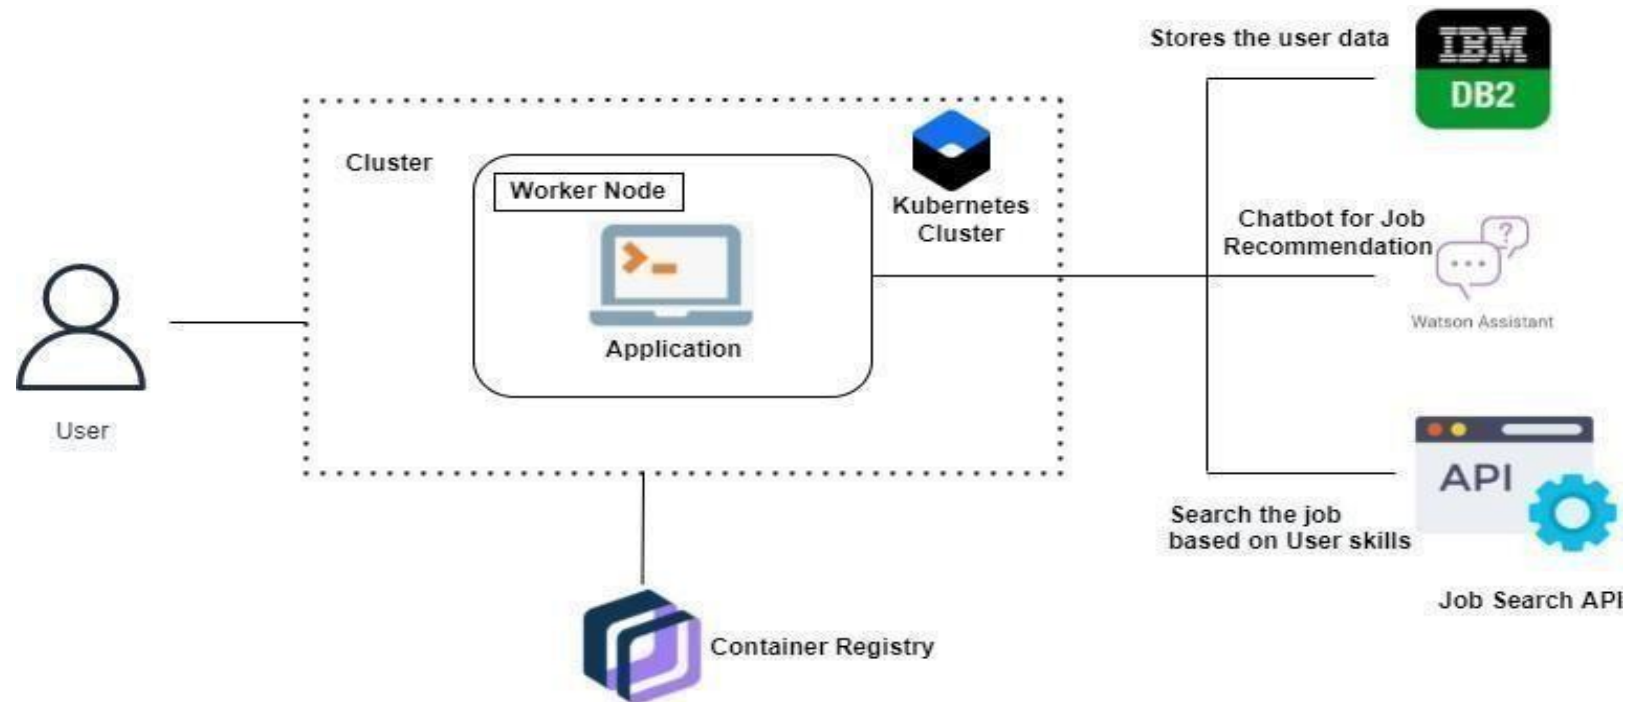 Stores the user data
IBM
DB2
Cluster
Worker Node
Kubernetes
Cluster
Application
Chatbot for Job
Recommendation
?
Watson Assistant
User
API
Search the job
based on User skills
Job Search API
Container Registry